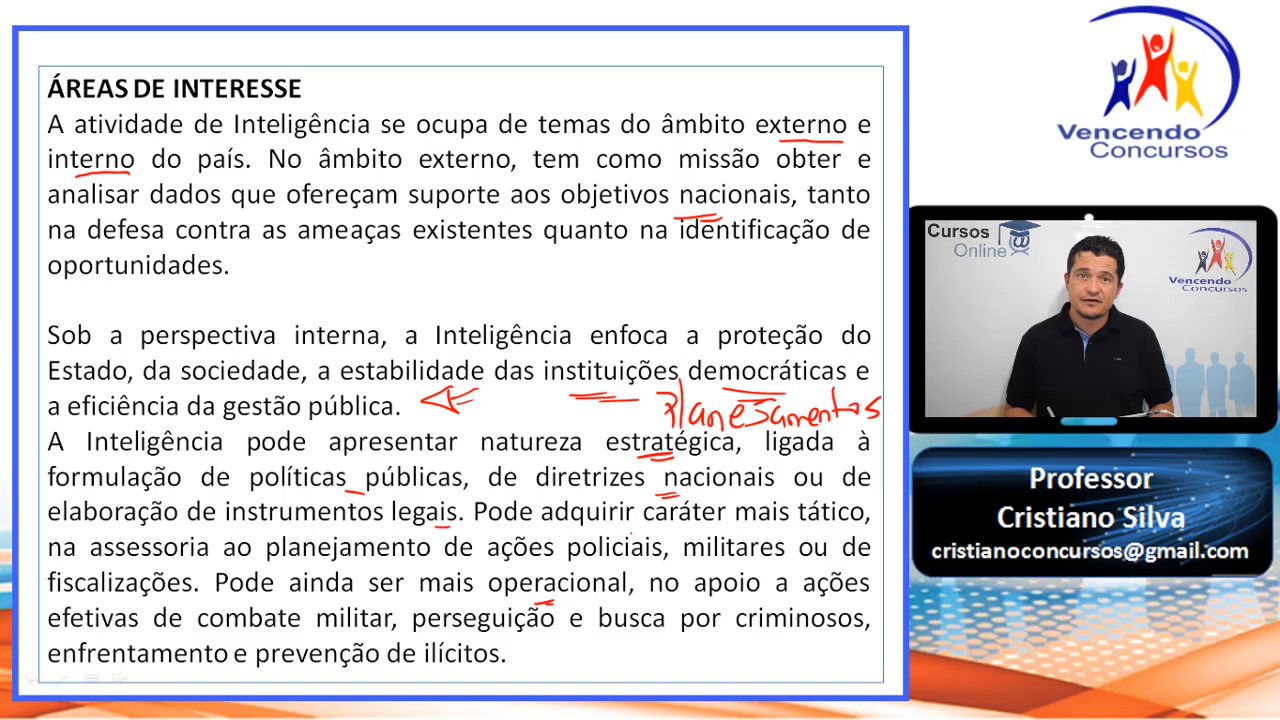 ÁREAS DE INTERESSE
A atividade de Inteligência se ocupa de temas do âmbito externo e
interno do país. No âmbito externo, tem como missão obter e
analisar dados que ofereçam suporte aos objetivos nacionais, tanto
na defesa contra as ameaças existentes quanto na identificação de
oportunidades.
Sob a perspectiva interna, a Inteligência enfoca a proteção do
Estado, da sociedade, a estabilidade das instituições democráticas e
a eficiência da gestão pública.
Planejamentos
A Inteligência pode apresentar natureza estratégica, ligada à
formulação de políticas públicas, de diretrizes nacionais ou de
elaboração de instrumentos legais. Pode adquirir caráter mais tático,
na assessoria ao planejamento de ações policiais, militares ou de
fiscalizações. Pode ainda ser mais operacional, no apoio a ações
efetivas de combate militar, perseguição e busca por criminosos,
enfrentamento e prevenção de ilícitos.
Vencendo
Concursos
Cursos
Online
Vencendo
Concursos
Professor
Cristiano Silva
cristianoconcursos@gmail.com